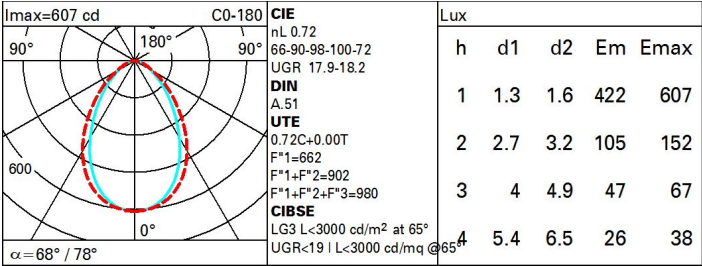 Imax=607 cd C0-180
90° 180° 90°
600
0°
α=68° / 78°
CIE
nL 0.72
66-90-98-100-72
UGR 17.9-18.2
DIN
A.51
UTE
0.72C+0.00T
F"1=662
F"1+F"2=902
F"1+F"2+F"3=980
CIBSE
LG3 L<3000 cd/m² at 65°
UGR<19 | L<3000 cd/mq @65°
Lux
h d1 d2 Em Emax
1 1.3 1.6 422 607
2 2.7 3.2 105 152
3 4 4.9 47 67
4 5.4 6.5 26 38